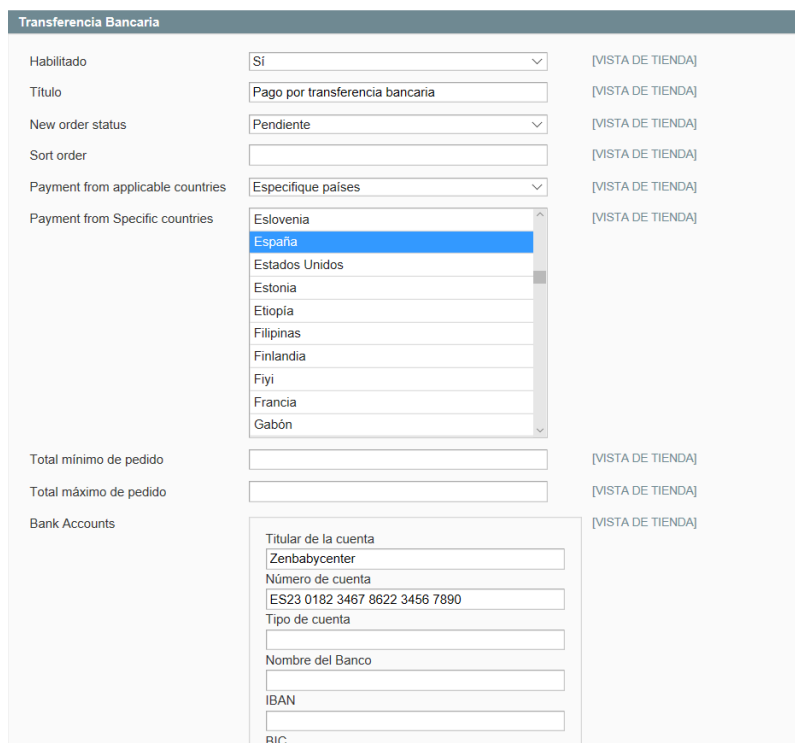 Transferencia Bancaria
Habilitado Sí [VISTA DE TIENDA]
Título Pago por transferencia bancaria [VISTA DE TIENDA]
New order status Pendiente [VISTA DE TIENDA]
Sort order [VISTA DE TIENDA]
Payment from applicable countries Especifique países [VISTA DE TIENDA]
Payment from Specific countries Eslovenia [VISTA DE TIENDA]
España
Estados Unidos
Estonia
Etiopía
Filipinas
Finlandia
Fiyi
Francia
Gabón
Total mínimo de pedido [VISTA DE TIENDA]
Total máximo de pedido [VISTA DE TIENDA]
Bank Accounts [VISTA DE TIENDA]
Titular de la cuenta
Zenbabycenter
Número de cuenta
ES23 0182 3467 8622 3456 7890
Tipo de cuenta
Nombre del Banco
IBAN
BIC